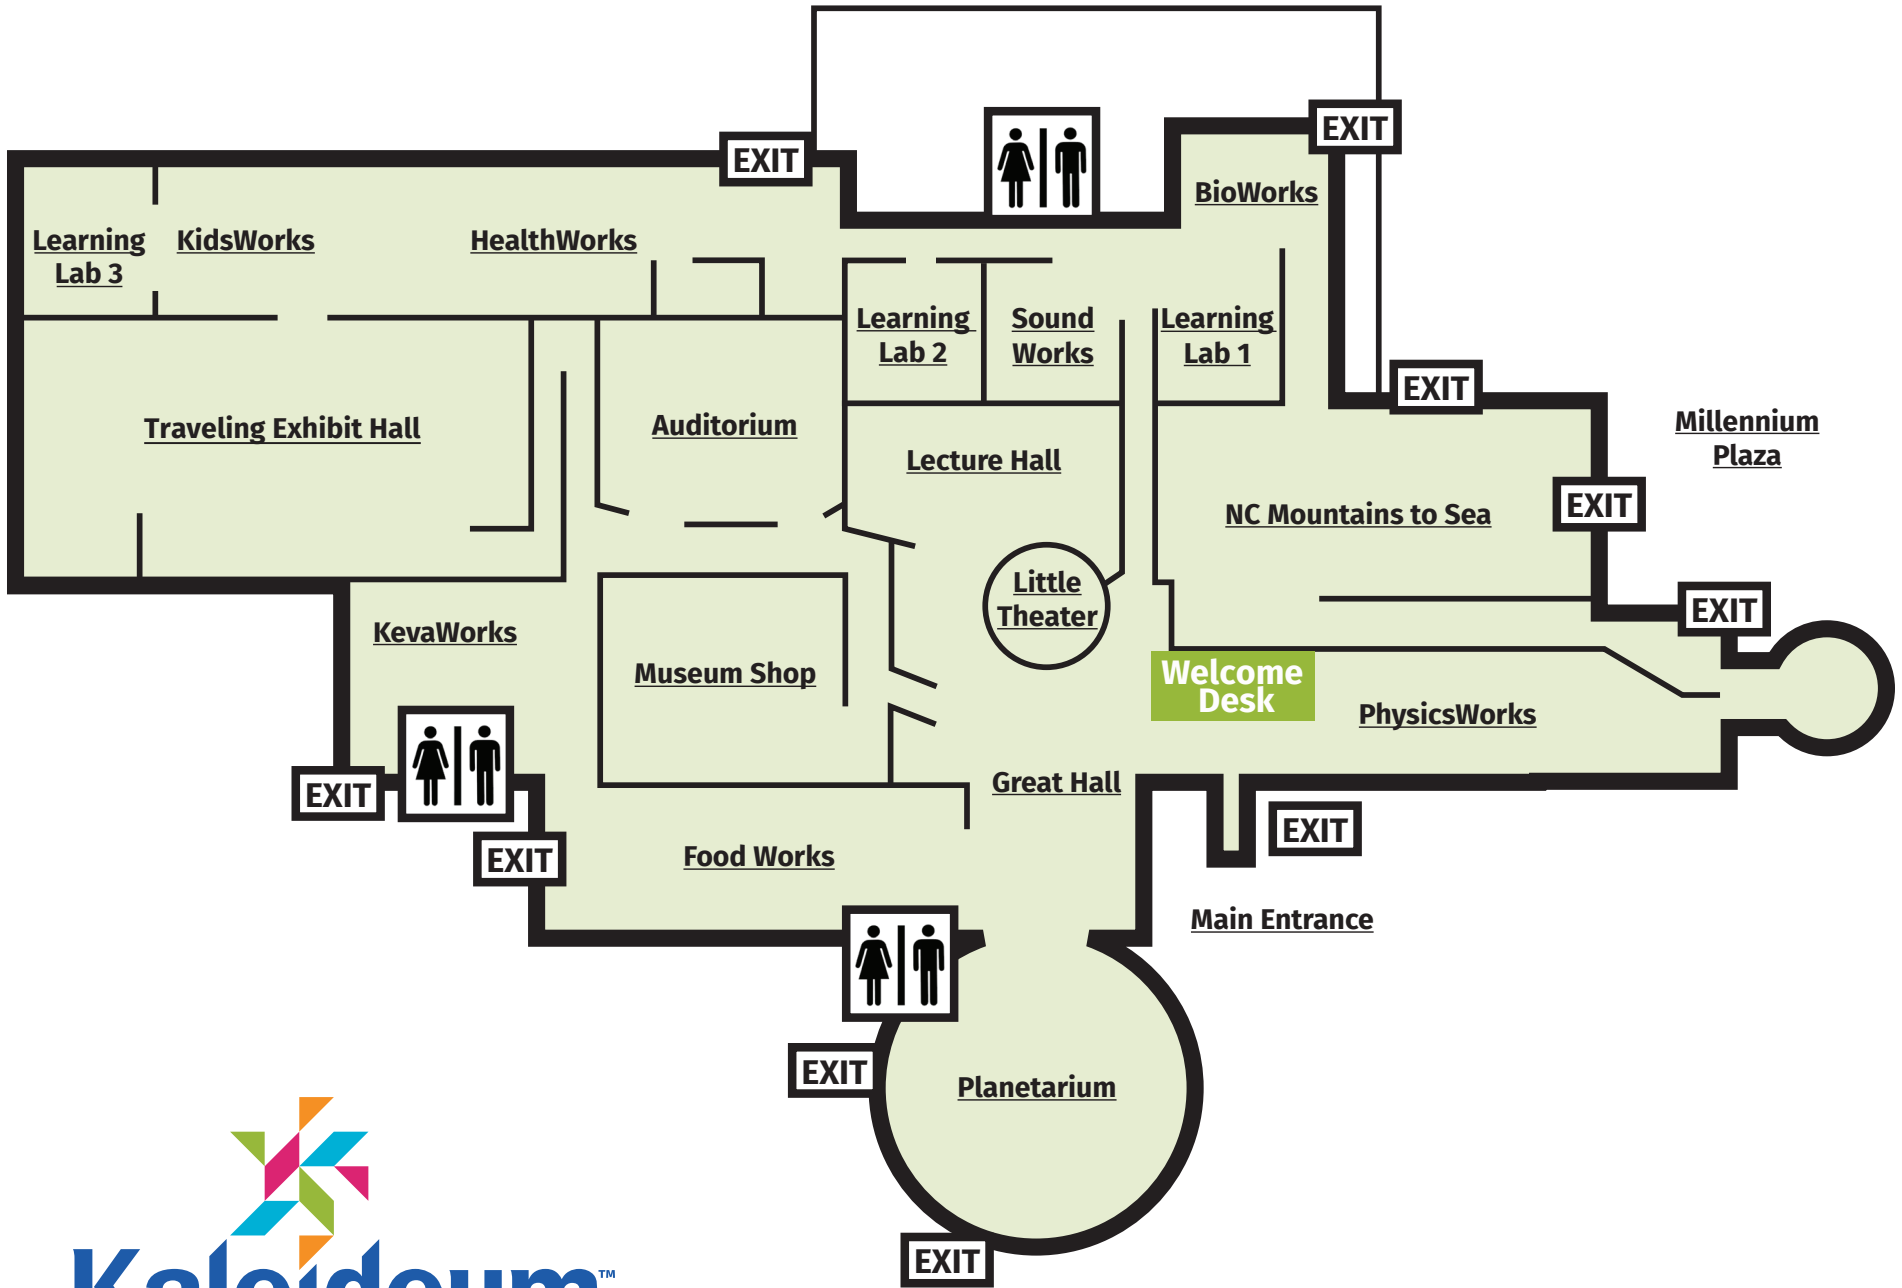 EXIT
EXIT
BioWorks
Learning
Lab 3
KidsWorks
HealthWorks
Learning
Lab 2
Sound
Works
Learning
Lab 1
EXIT
Millennium
Plaza
Traveling Exhibit Hall
Auditorium
Lecture Hall
NC Mountains to Sea
EXIT
Little
Theater
EXIT
KevaWorks
Museum Shop
Welcome
Desk
PhysicsWorks
EXIT
Great Hall
EXIT
EXIT
Food Works
Main Entrance
EXIT
Planetarium
EXIT
Kaleideum™